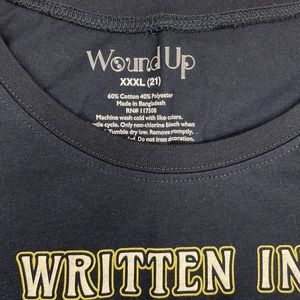 Wound Up
XXXL (21)
60% Cotton 40% Polyester
Made in Bangladesh
RN# 117508
Machine wash cold with like colors.
tle cycle. Only non-chlorine bleach when
Tumble dry low. Remove promptly.
Do not iron decoration.
WRITTEN IN